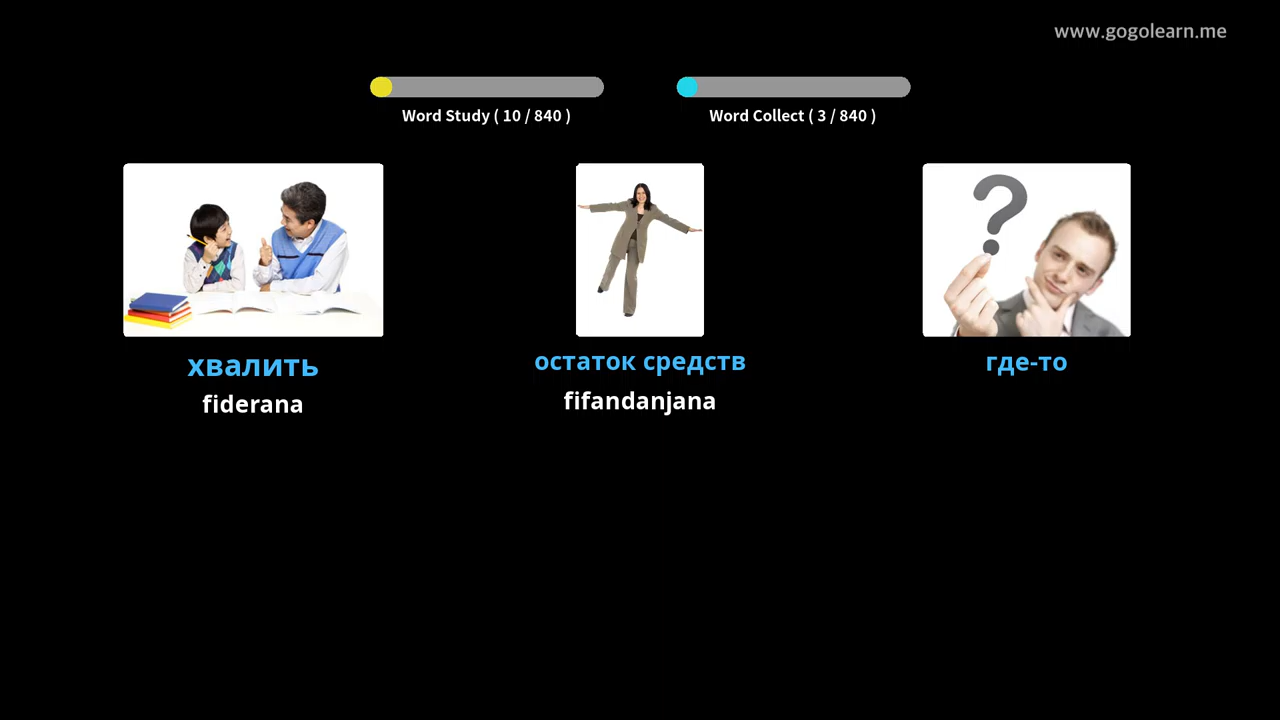 www.gogolearn.me
Word Study ( 10 / 840 )
Word Collect ( 3 / 840 )
хвалить
fiderana
остаток средств
fifandanjana
где-то